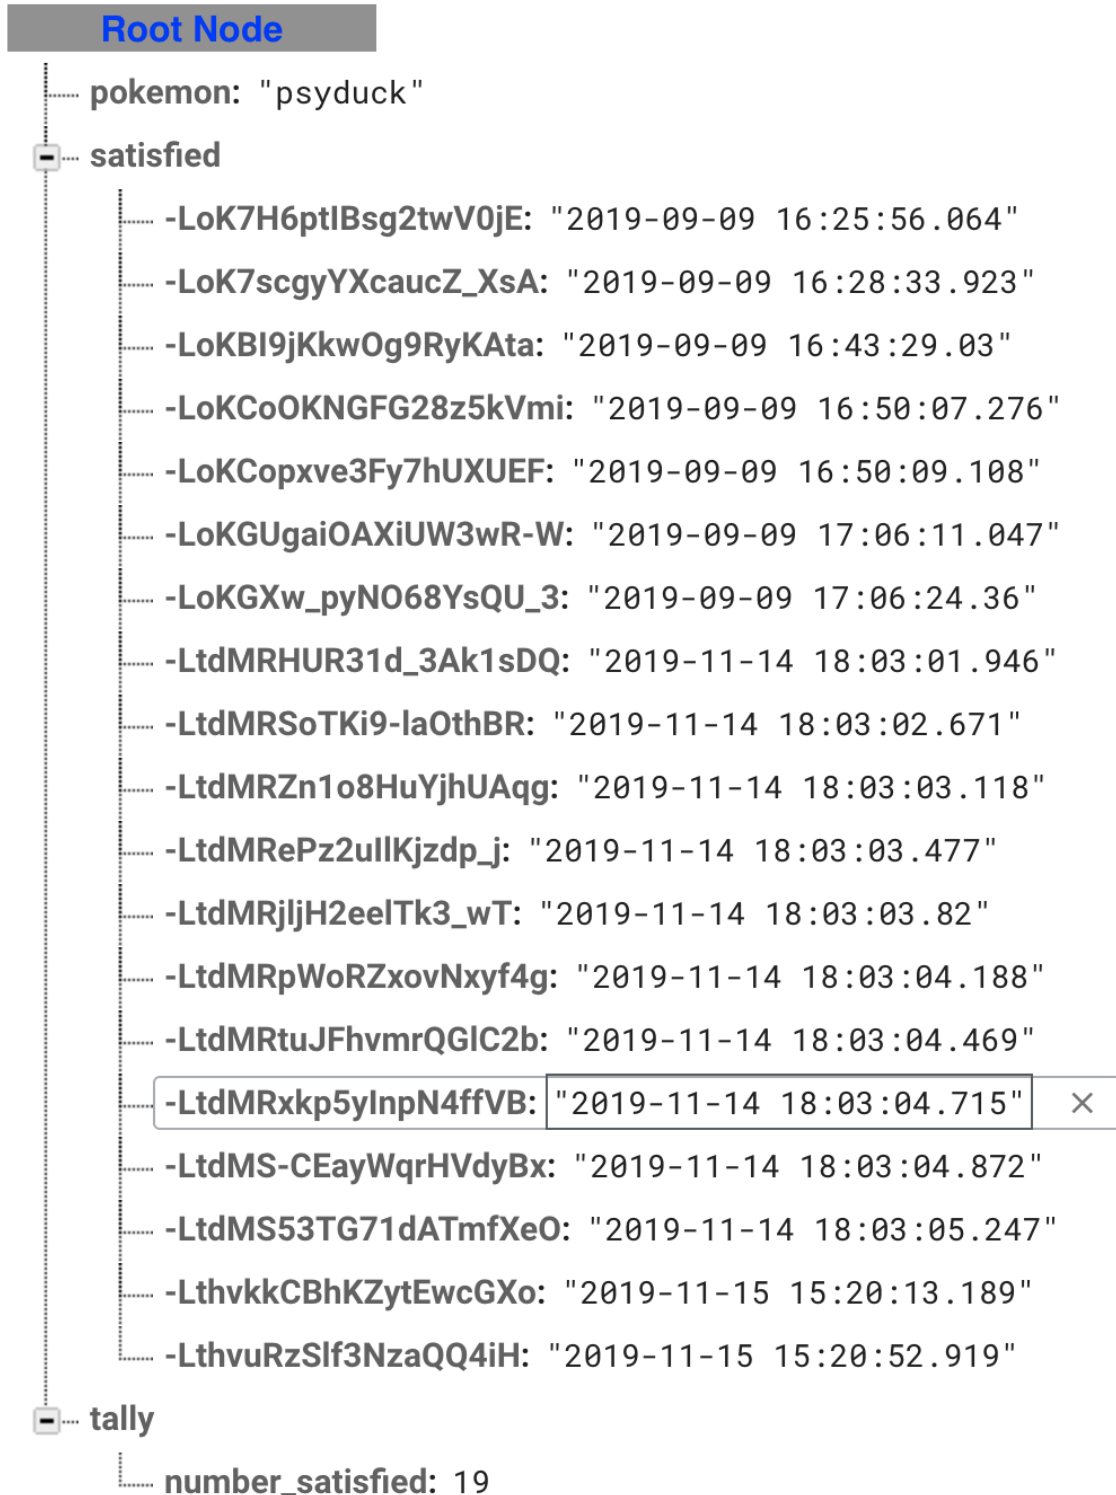 Root Node
pokemon: "psyduck"
satisfied
-LoK7H6ptIBsg2twV0jE: "2019-09-09 16:25:56.064"
-LoK7scgyYXcaucZ_XsA: "2019-09-09 16:28:33.923"
-LoKBI9jKkwOg9RyKAta: "2019-09-09 16:43:29.03"
-LoKCoOKNGFG28z5kVmi: "2019-09-09 16:50:07.276"
-LoKCopxve3Fy7hUXUEF: "2019-09-09 16:50:09.108"
-LoKGUgaiOAXiUW3wR-W: "2019-09-09 17:06:11.047"
-LoKGXw_pyNO68YsQU_3: "2019-09-09 17:06:24.36"
-LtdMRHUR31d_3Ak1sDQ: "2019-11-14 18:03:01.946"
-LtdMRSoTKi9-laOthBR: "2019-11-14 18:03:02.671"
-LtdMRZn1o8HuYjhUAqg: "2019-11-14 18:03:03.118"
-LtdMRePz2uIlKjzdp_j: "2019-11-14 18:03:03.477"
-LtdMRjljH2eelTk3_wT: "2019-11-14 18:03:03.82"
-LtdMRpWoRZxovNxyf4g: "2019-11-14 18:03:04.188"
-LtdMRtuJFhvmrQGlC2b: "2019-11-14 18:03:04.469"
-LtdMRxkp5yInpN4ffVB: "2019-11-14 18:03:04.715"
-LtdMS-CEayWqrHVdyBx: "2019-11-14 18:03:04.872"
-LtdMS53TG71dATmfXeO: "2019-11-14 18:03:05.247"
-LthvkkCBhKZytEwcGXo: "2019-11-15 15:20:13.189"
-LthvuRzSlf3NzaQQ4iH: "2019-11-15 15:20:52.919"
tally
number_satisfied: 19